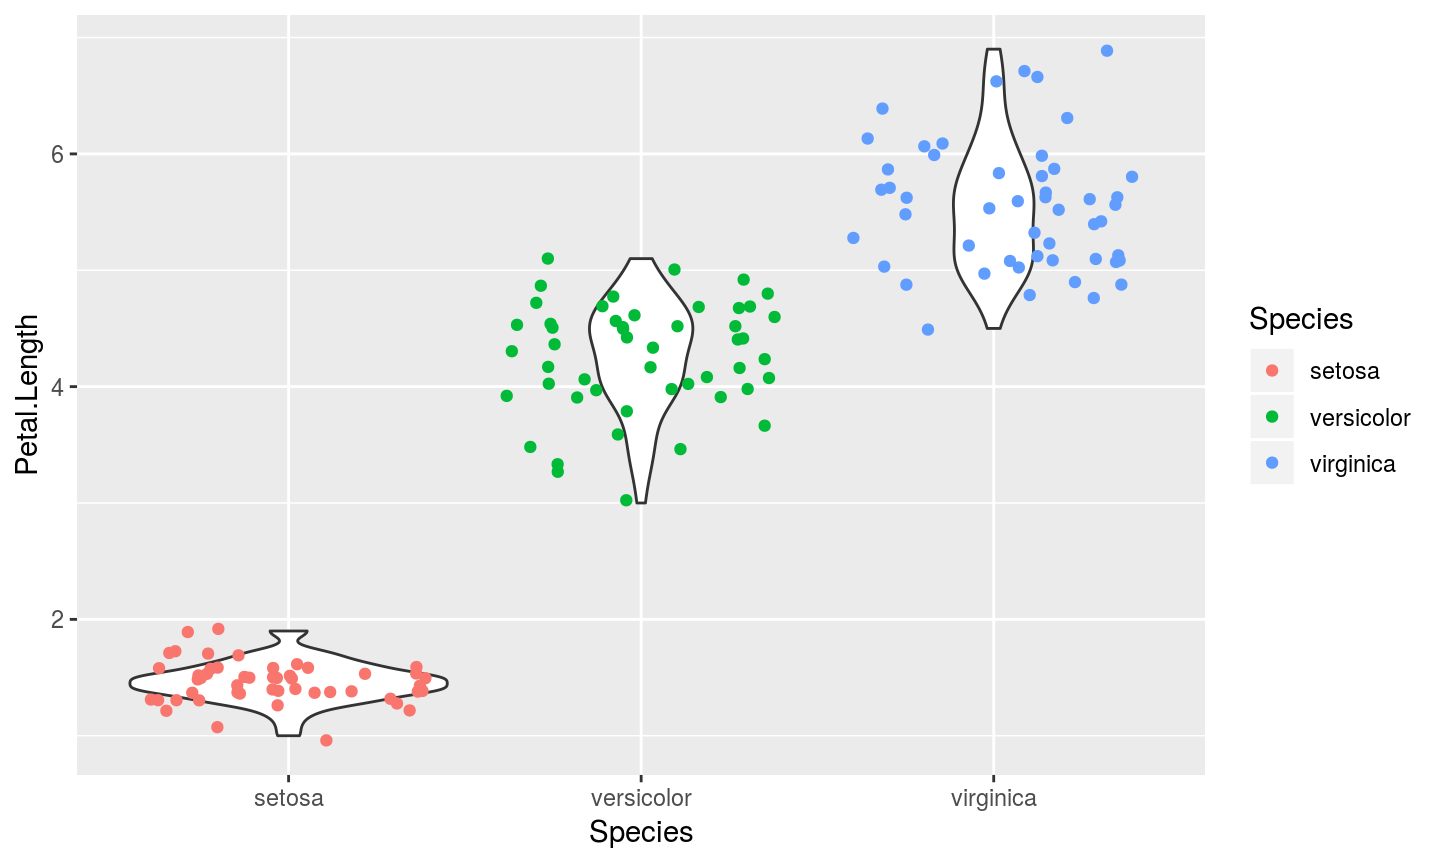 Petal.Length
6
4
2
setosa
versicolor
virginica
Species
Species
setosa
versicolor
virginica